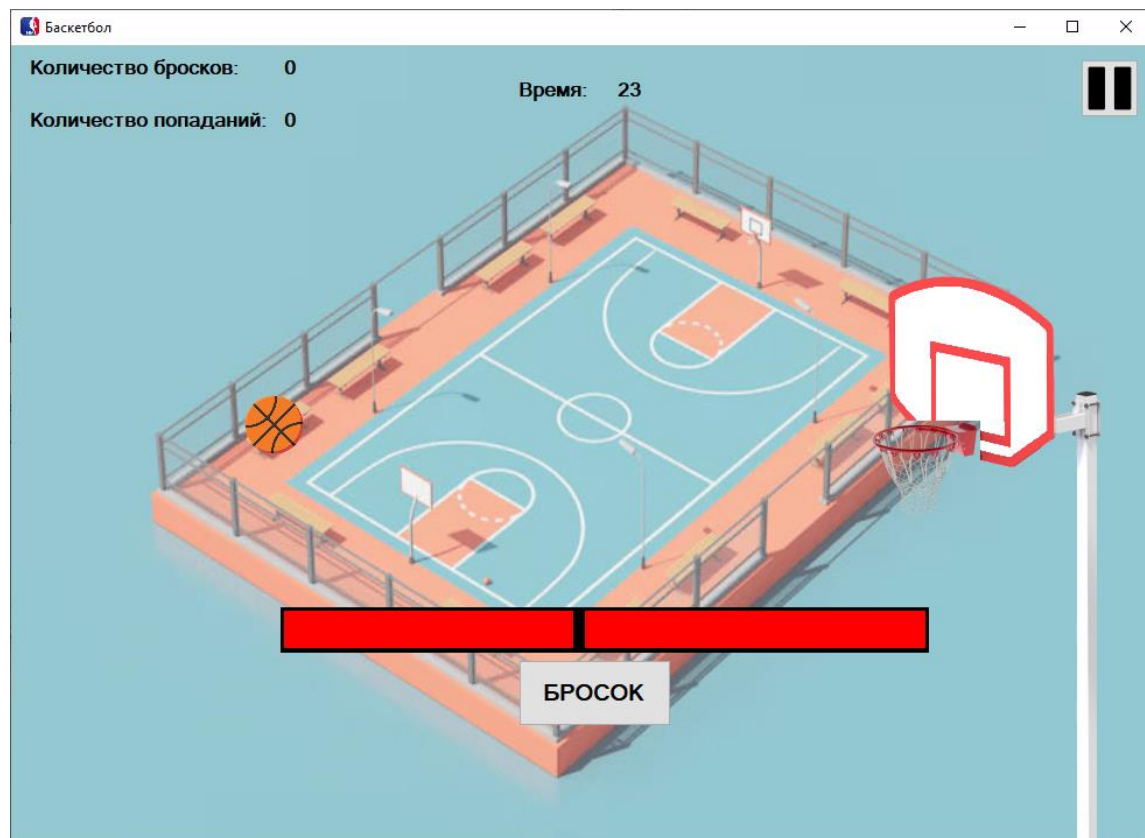 Баскетбол
Количество бросков: 0
Время: 23
Количество попаданий: 0
БРОСОК